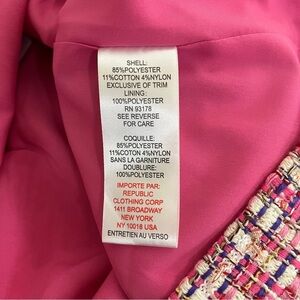 SHELL:
85%POLYESTER
11%COTTON 4%NYLON
EXCLUSIVE OF TRIM
LINING:
100%POLYESTER
RN 93178
SEE REVERSE
FOR CARE
COQUILLE:
85%POLYESTER
11%COTON 4%NYLON
SANS LA GARNITURE
DOUBLURE:
100%POLYESTER
IMPORTE PAR:
REPUBLIC
CLOTHING CORP
1411 BROADWAY
NEW YORK
NY 10018 USA
ENTRETIEN AU VERSO